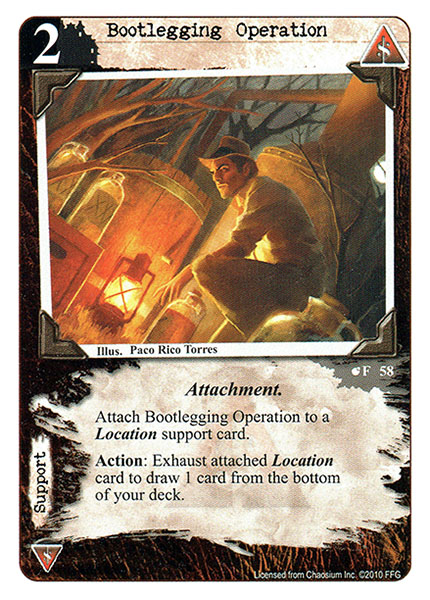 2
Bootlegging Operation
Illus. Paco Rico Torres
F 58
Attachment.
Attach Bootlegging Operation to a
Location support card.
Action: Exhaust attached Location
card to draw 1 card from the bottom
of your deck.
Support
Licensed from Chaosium Inc. ©2010 FFG